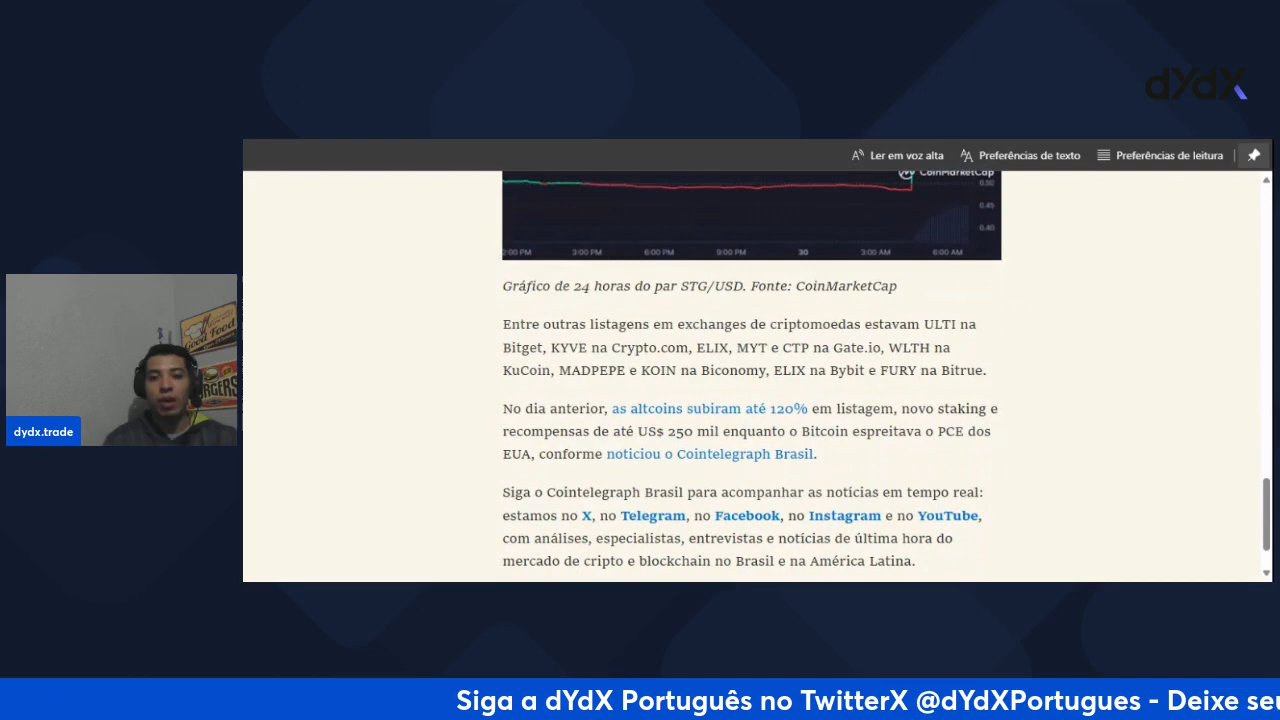 dYdX
Ler em voz alta
Preferências de texto
Preferências de leitura
CoinMarketCap
0.50
0.45
0.40
2:00 PM 3:00 PM 6:00 PM 9:00 PM 30 3:00 AM 6:00 AM
Gráfico de 24 horas do par STG/USD. Fonte: CoinMarketCap
Entre outras listagens em exchanges de criptomoedas estavam ULTI na
Bitget, KYVE na Crypto.com, ELIX, MYT e CTP na Gate.io, WLTH na
KuCoin, MADPEPE e KOIN na Biconomy, ELIX na Bybit e FURY na Bitrue.
No dia anterior, as altcoins subiram até 120% em listagem, novo staking e
recompensas de até US$ 250 mil enquanto o Bitcoin espreitava o PCE dos
EUA, conforme noticiou o Cointelegraph Brasil.
Siga o Cointelegraph Brasil para acompanhar as notícias em tempo real:
estamos no X, no Telegram, no Facebook, no Instagram e no YouTube,
com análises, especialistas, entrevistas e notícias de última hora do
mercado de cripto e blockchain no Brasil e na América Latina.
Good Food
BURGERS
dydx.trade
Siga a dYdX Português no TwitterX @dYdXPortugues - Deixe seu